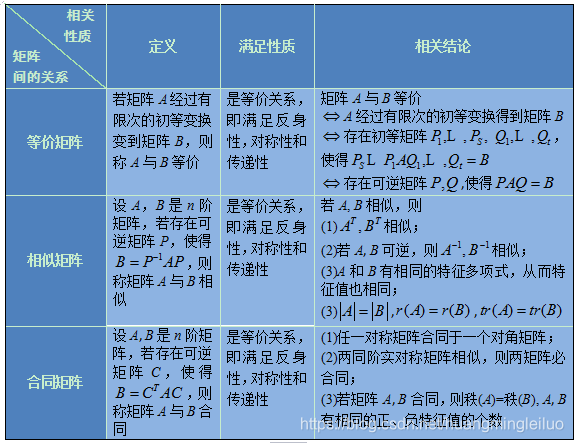 相关
性质
矩阵
间的关系
定义
满足性质
相关结论
等价矩阵
若矩阵 A 经过有
限次的初等变换
变到矩阵 B，则
称 A 与 B 等价
是等价关系，
即满足反身
性，对称性和
传递性
矩阵 A 与 B 等价
⇔ A 经过有限次的初等变换得到矩阵 B
⇔ 存在初等矩阵 P₁,L ,P_S, Q₁,L ,Q_t，
使得 P_S L P₁AQ₁,L ,Q_t = B
⇔ 存在可逆矩阵 P,Q ,使得 PAQ = B
相似矩阵
设 A，B 是 n 阶
矩阵，若存在可
逆矩阵 P，使得
B = P⁻¹AP，则
称矩阵 A 与 B 相
似
是等价关系，
即满足反身
性，对称性和
传递性
若 A,B 相似，则
(1) Aᵀ,Bᵀ 相似；
(2)若 A,B 可逆，则 A⁻¹,B⁻¹ 相似；
(3)A 和 B 有相同的特征多项式，从而特
征值也相同；
(3)|A| = |B| ,r(A) = r(B) , tr(A) = tr(B)
合同矩阵
设 A,B 是 n 阶矩
阵，若存在可逆
矩阵 C，使得
B = CᵀAC，则
称矩阵 A 与 B 合
同
是等价关系，
即满足反身
性，对称性和
传递性
(1)任一对称矩阵合同于一个对角矩阵；
(2)两同阶实对称矩阵相似，则两矩阵必
合同；
(3)若矩阵 A,B 合同，则秩(A)=秩(B), A,B
有相同的正、负特征值的个数
https://blog.csdn.net/huangmingleiluo